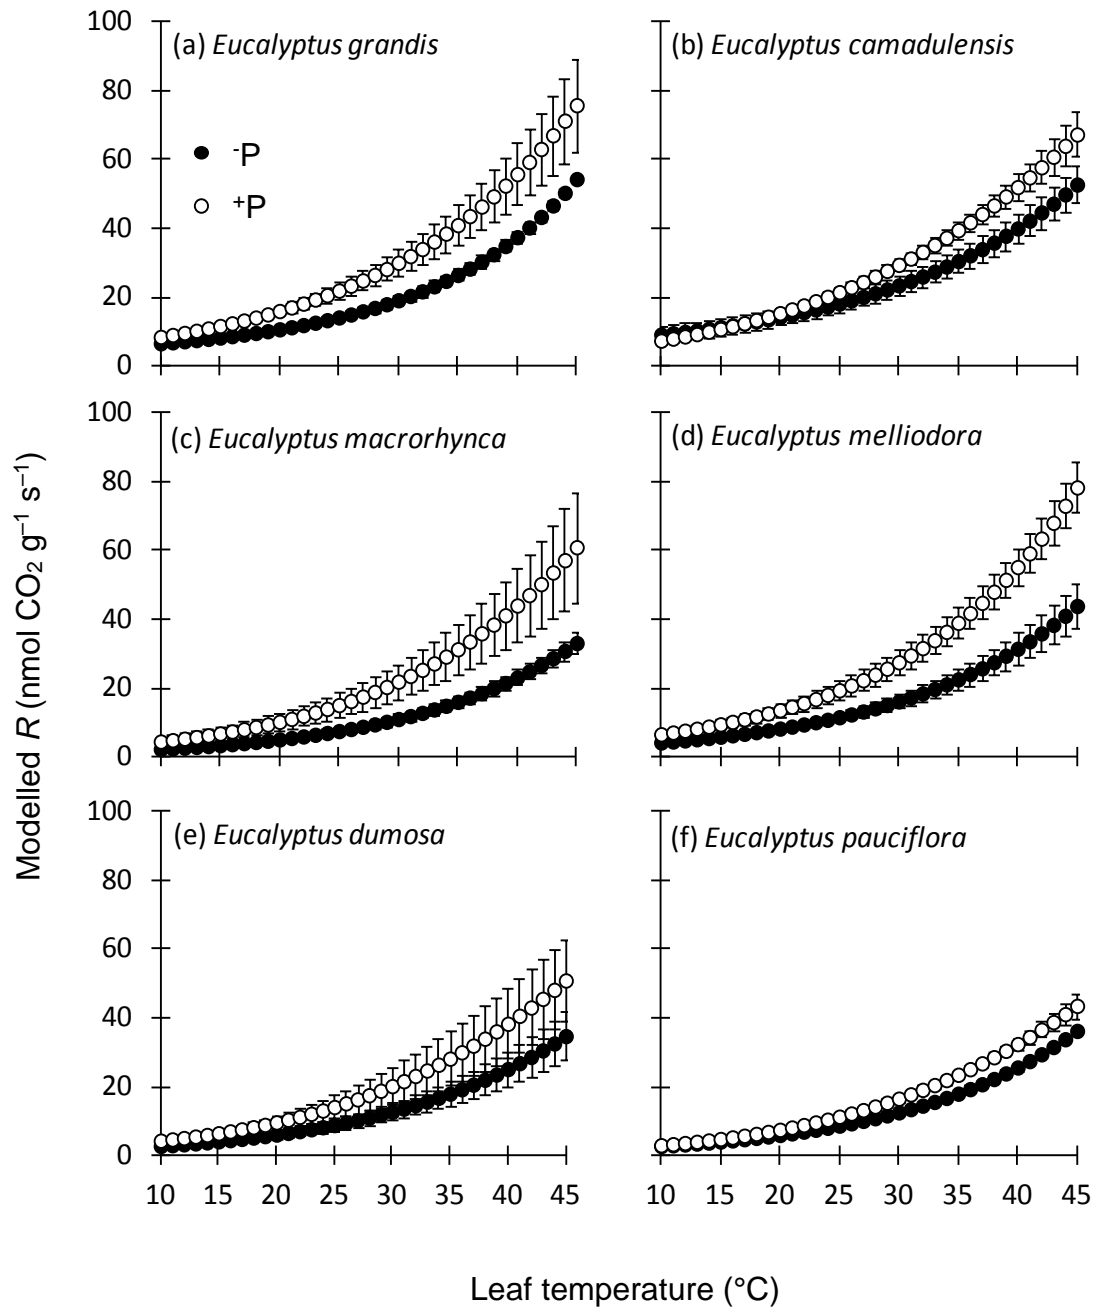 100
80
60
40
20
0
(a) Eucalyptus grandis
-P
+P
(b) Eucalyptus camadulensis
100
80
60
40
20
0
(c) Eucalyptus macrorhynca
(d) Eucalyptus melliodora
100
80
60
40
20
0
(e) Eucalyptus dumosa
(f) Eucalyptus pauciflora
10 15 20 25 30 35 40 45
10 15 20 25 30 35 40 45
Modelled R (nmol CO₂ g⁻¹ s⁻¹)
Leaf temperature (°C)